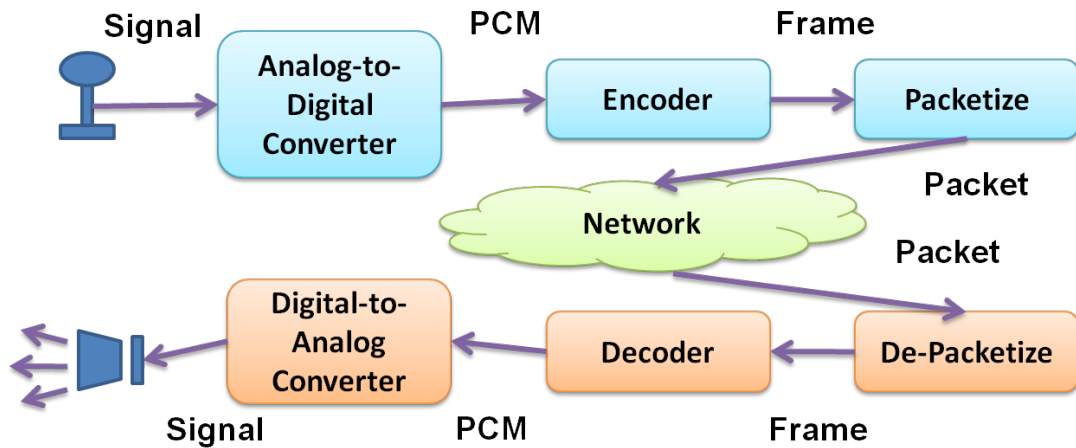 Signal
PCM
Frame
Analog-to-
Digital
Converter
Encoder
Packetize
Packet
Network
Packet
Digital-to-
Analog
Converter
Decoder
De-Packetize
Signal
PCM
Frame